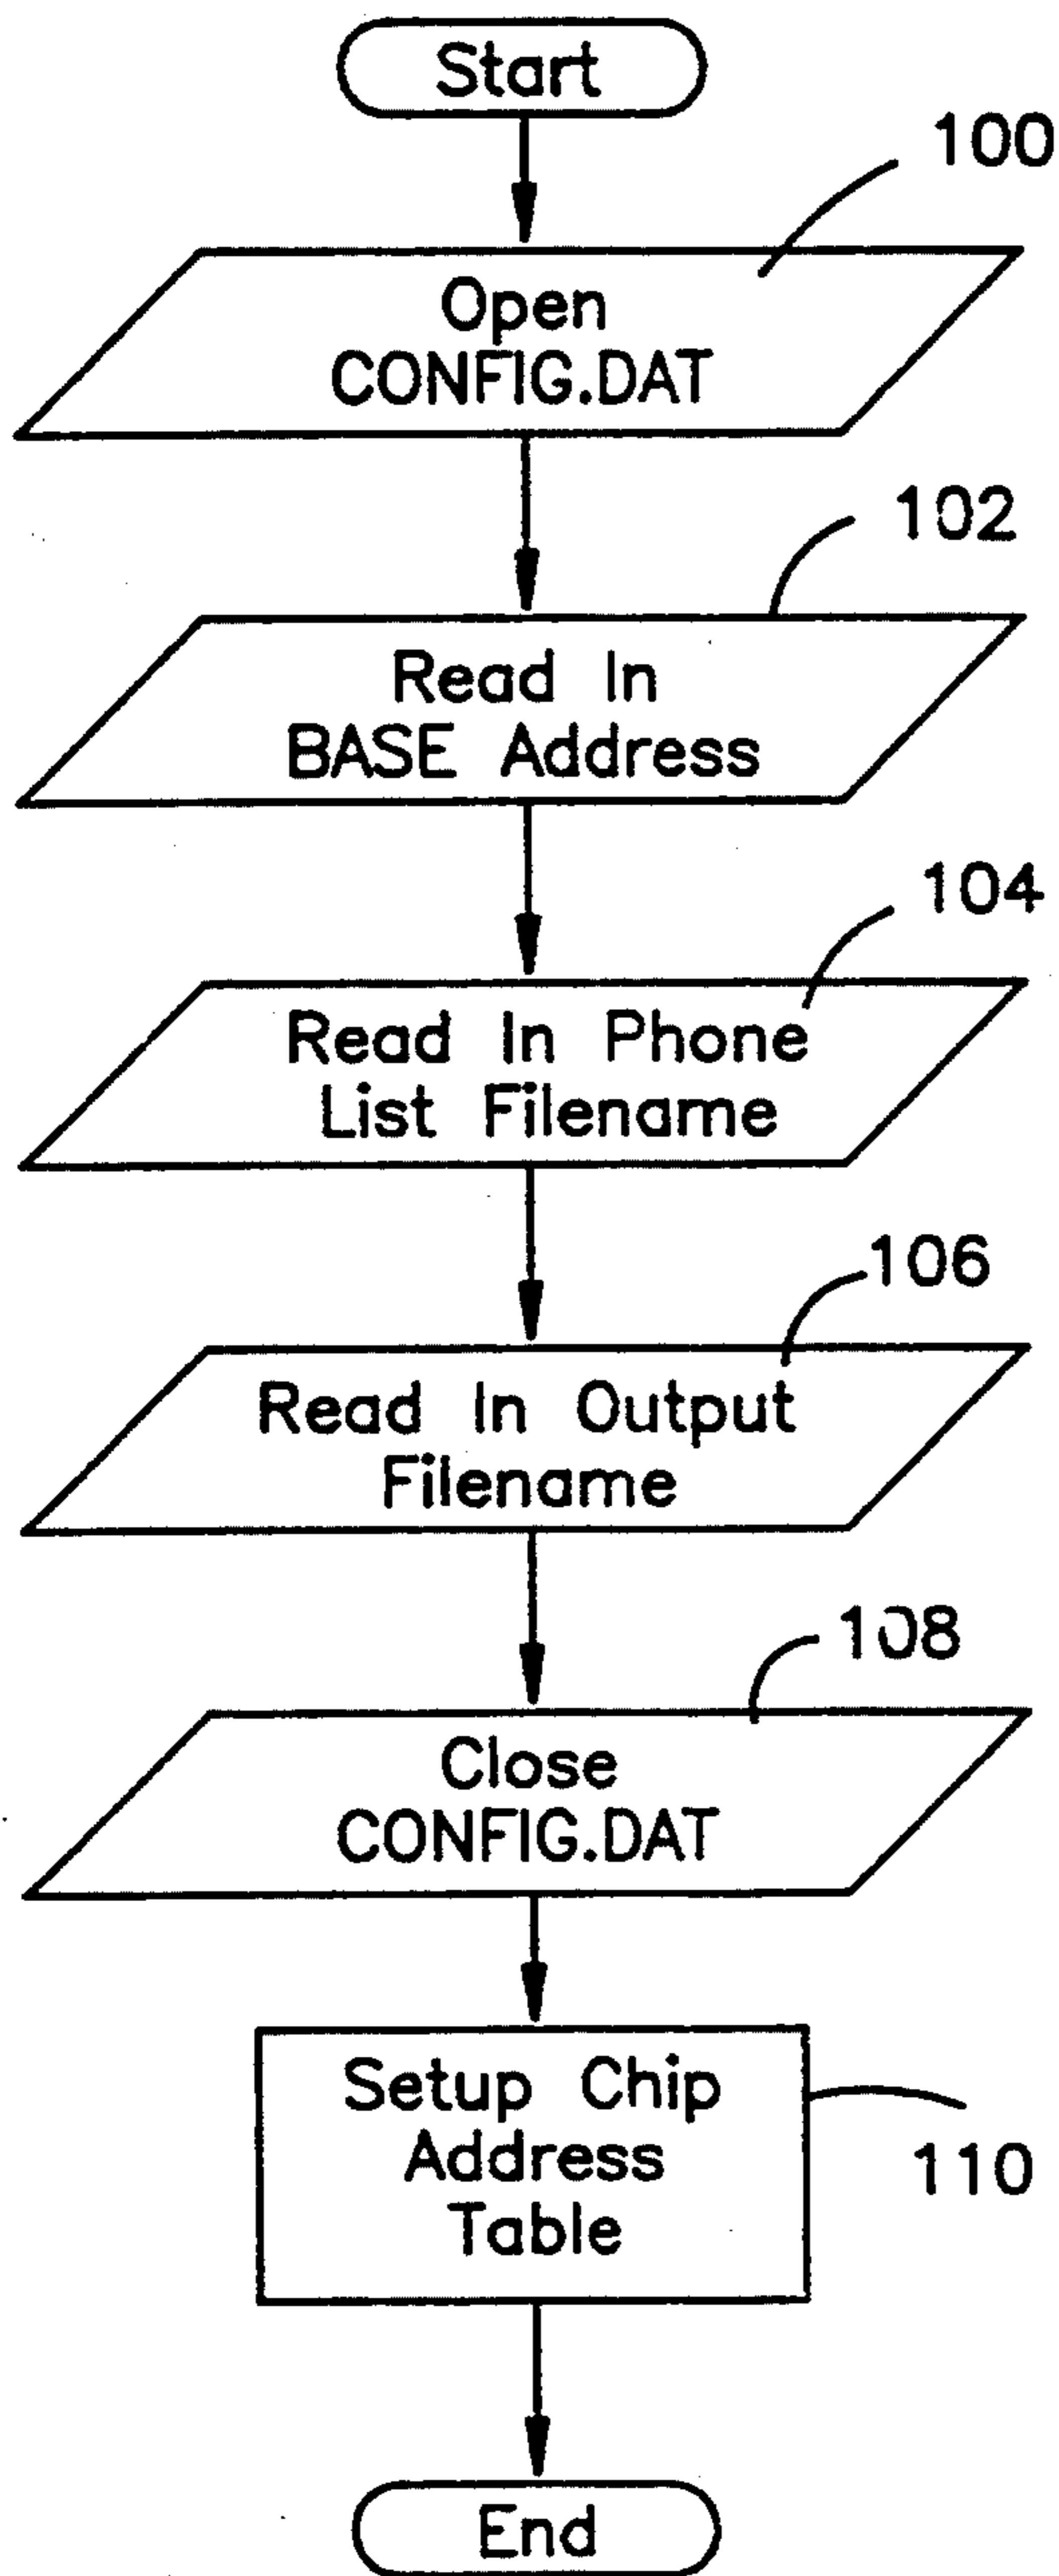 Start
100
Open
CONFIG.DAT
102
Read In
BASE Address
104
Read In Phone
List Filename
106
Read In Output
Filename
108
Close
CONFIG.DAT
Setup Chip
Address
Table
110
End